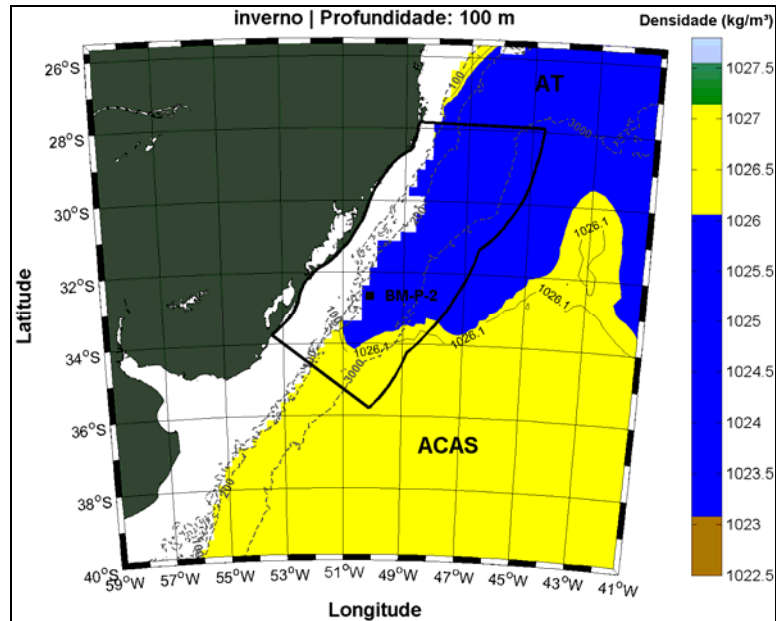 inverno | Profundidade: 100 m
Densidade (kg/m³)
1027.5
1027
1026.5
1026
1025.5
1025
1024.5
1024
1023.5
1023
1022.5
26°S
28°S
30°S
32°S
34°S
36°S
38°S
40°S
Latitude
59°W
57°W
55°W
53°W
51°W
49°W
47°W
45°W
43°W
41°W
Longitude
AT
100
3000
200
1026.1
1026.1
BM-P-2
100
1026.1
1026.1
3000
ACAS
200